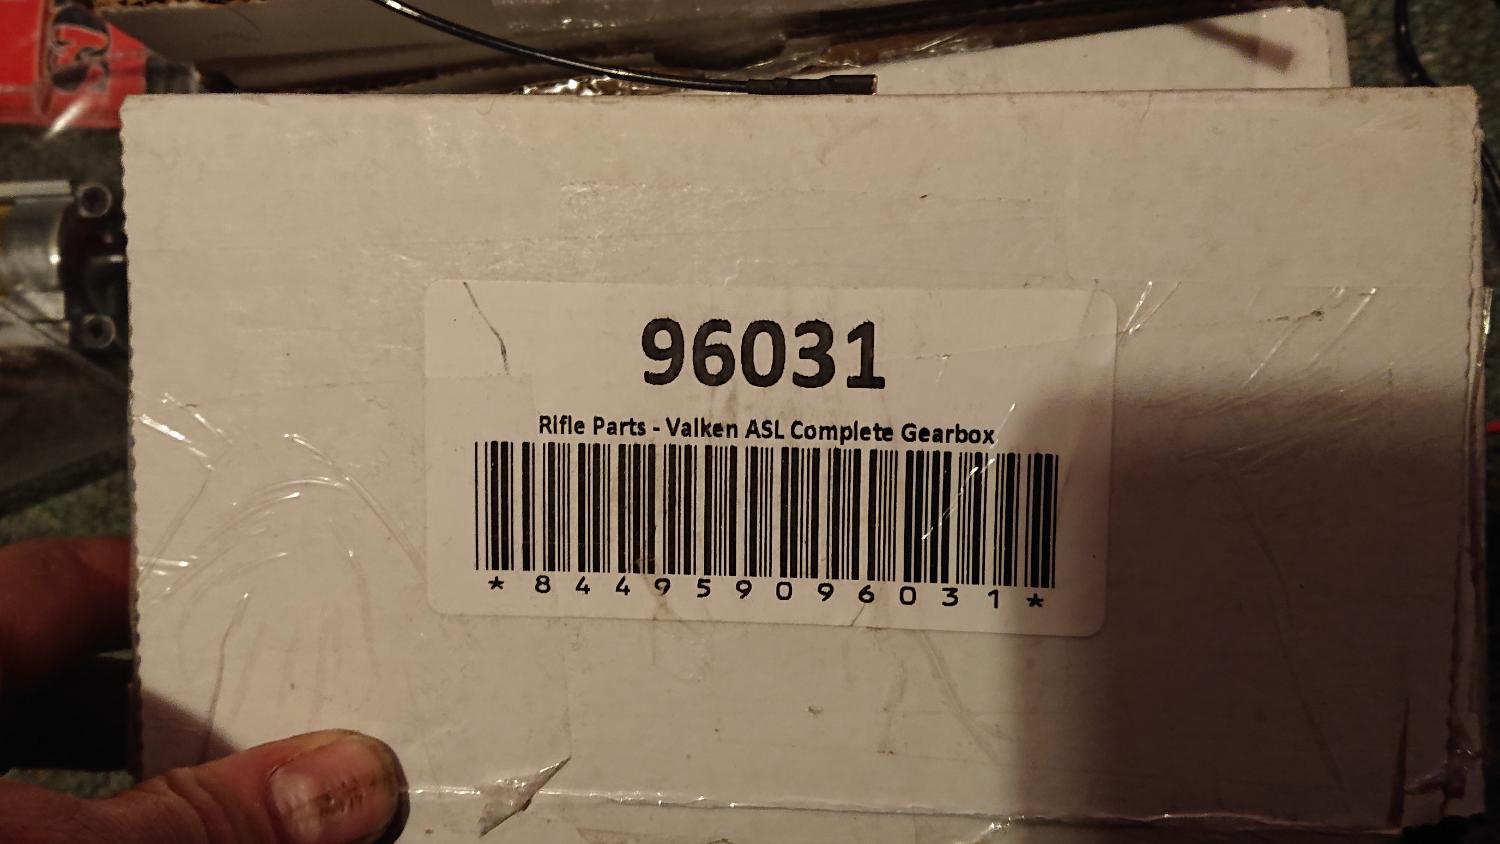 96031
Rifle Parts - Valken ASL Complete Gearbox
*844959096031*